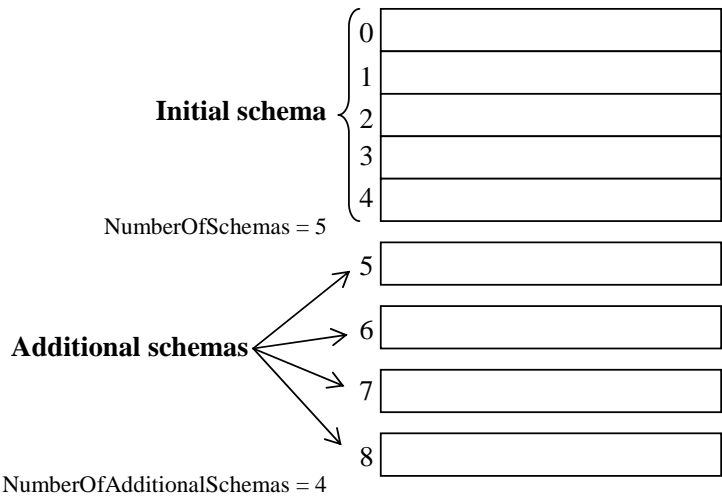 0
1
Initial schema
2
3
4
NumberOfSchemas = 5
5
6
Additional schemas
7
8
NumberOfAdditionalSchemas = 4